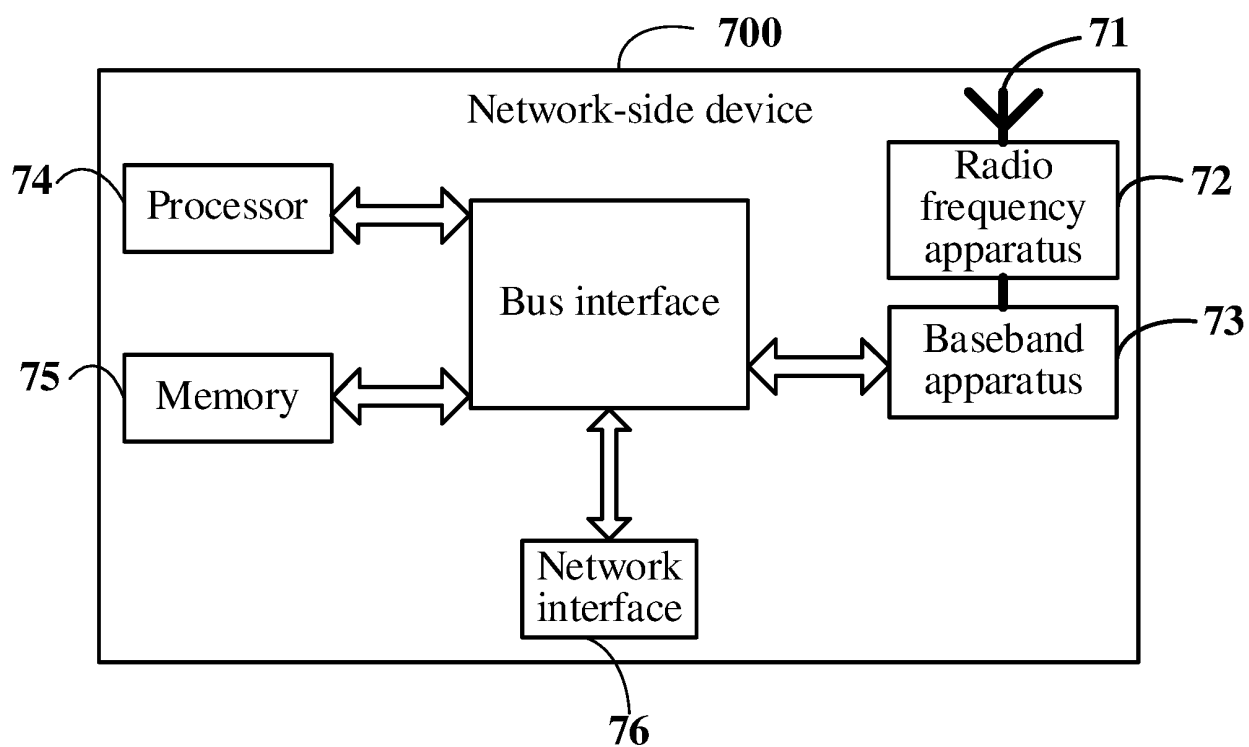 700
71
Network-side device
74
Processor
Radio
frequency
apparatus
72
Bus interface
73
Baseband
apparatus
75
Memory
Network
interface
76